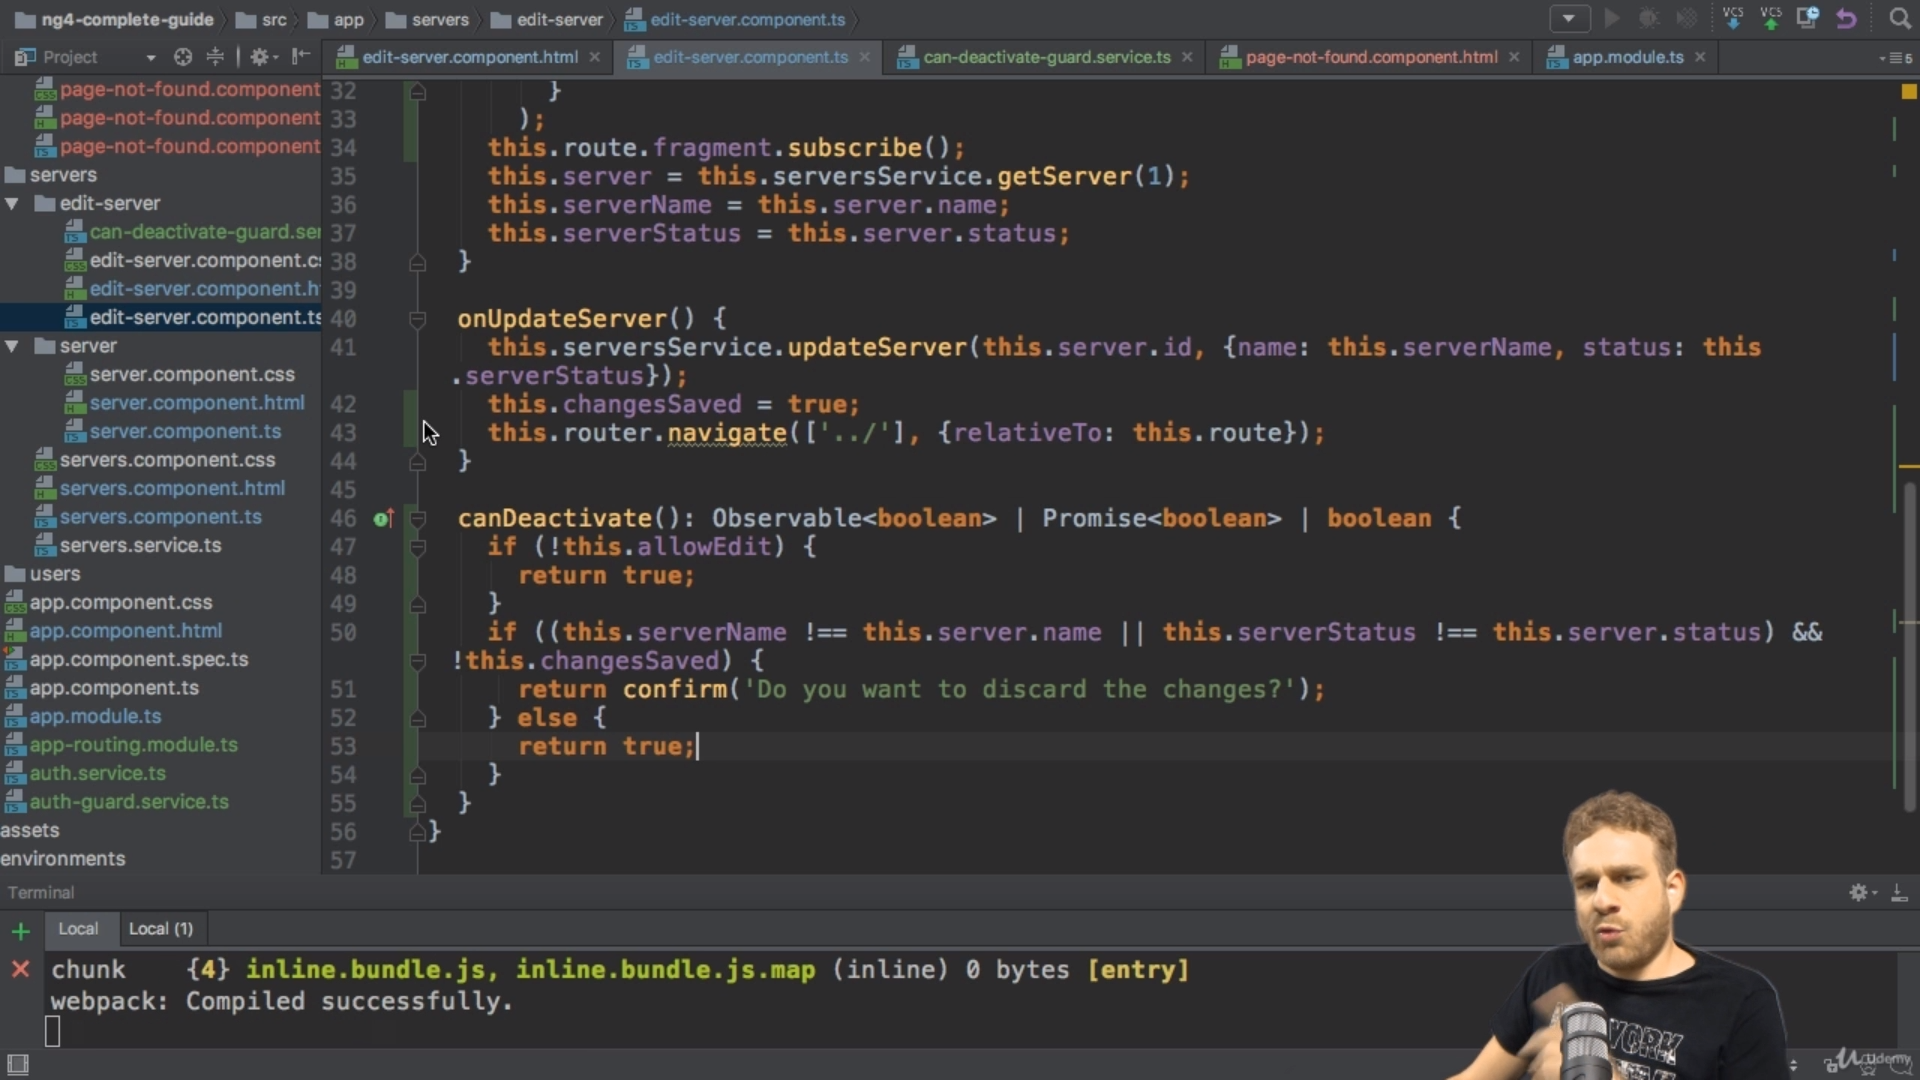 ng4-complete-guide src app servers edit-server edit-server.component.ts
VCS VCS
Project
edit-server.component.html
edit-server.component.ts
can-deactivate-guard.service.ts
page-not-found.component.html
app.module.ts
5
page-not-found.component
page-not-found.component
page-not-found.component
servers
edit-server
can-deactivate-guard.ser
edit-server.component.cs
edit-server.component.h
edit-server.component.ts
server
server.component.css
server.component.html
server.component.ts
servers.component.css
servers.component.html
servers.component.ts
servers.service.ts
users
app.component.css
app.component.html
app.component.spec.ts
app.component.ts
app.module.ts
app-routing.module.ts
auth.service.ts
auth-guard.service.ts
assets
environments
32 }
33 );
34 this.route.fragment.subscribe();
35 this.server = this.serversService.getServer(1);
36 this.serverName = this.server.name;
37 this.serverStatus = this.server.status;
38 }
39
40 onUpdateServer() {
41 this.serversService.updateServer(this.server.id, {name: this.serverName, status: this
.serverStatus});
42 this.changesSaved = true;
43 this.router.navigate(['../'], {relativeTo: this.route});
44 }
45
46 canDeactivate(): Observable<boolean> | Promise<boolean> | boolean {
47 if (!this.allowEdit) {
48 return true;
49 }
50 if ((this.serverName !== this.server.name || this.serverStatus !== this.server.status) &&
!this.changesSaved) {
51 return confirm('Do you want to discard the changes?');
52 } else {
53 return true;
54 }
55 }
56 }
57
Terminal
Local Local (1)
chunk {4} inline.bundle.js, inline.bundle.js.map (inline) 0 bytes [entry]
webpack: Compiled successfully.
WORK
Udemy